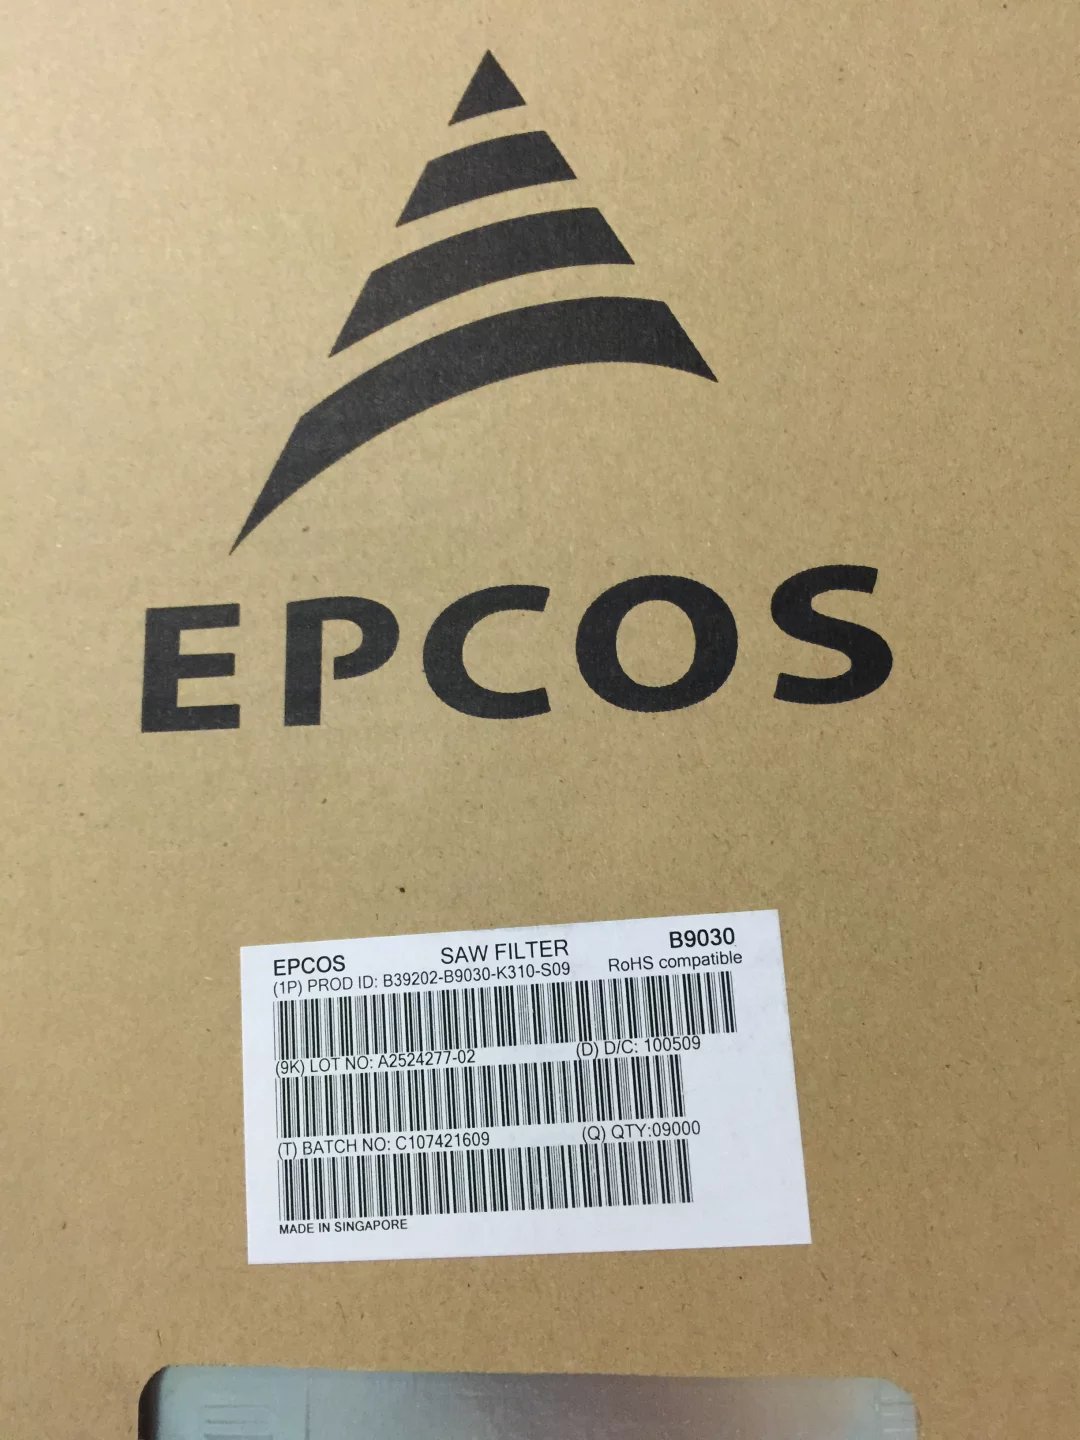 EPCOS
EPCOS SAW FILTER B9030
(1P) PROD ID: B39202-B9030-K310-S09 RoHS compatible
(9K) LOT NO: A2524277-02 (D) D/C: 100509
(T) BATCH NO: C107421609 (Q) QTY:09000
MADE IN SINGAPORE